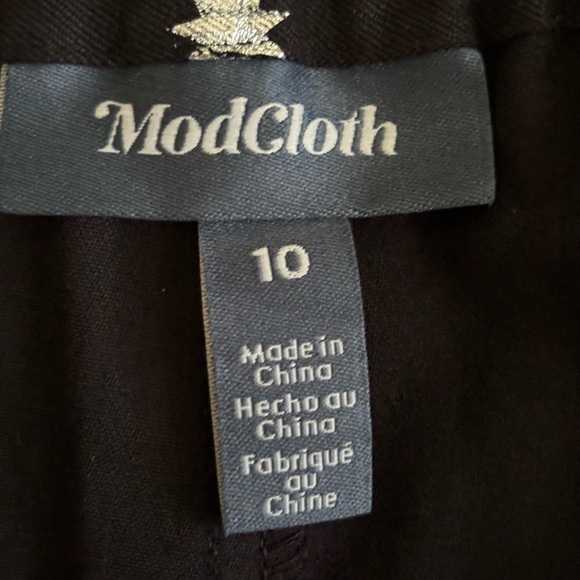 ModCloth
10
Made in
China
Hecho au
China
Fabriqué
au
Chine